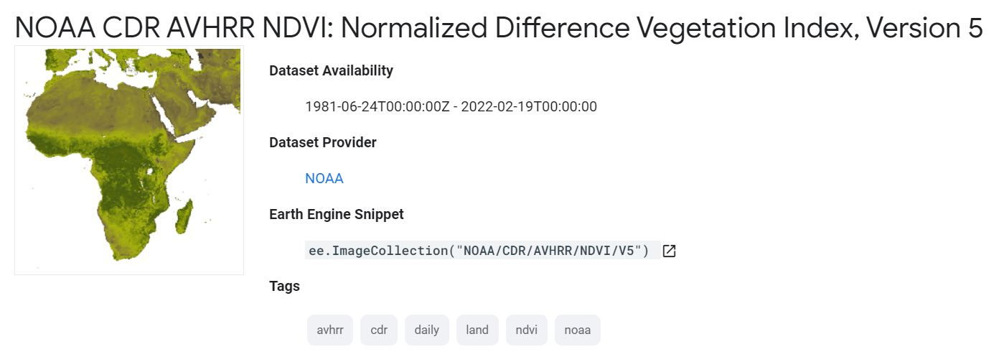 NOAA CDR AVHRR NDVI: Normalized Difference Vegetation Index, Version 5
Dataset Availability
1981-06-24T00:00:00Z - 2022-02-19T00:00:00
Dataset Provider
NOAA
Earth Engine Snippet
ee.ImageCollection("NOAA/CDR/AVHRR/NDVI/V5")
Tags
avhrr cdr daily land ndvi noaa